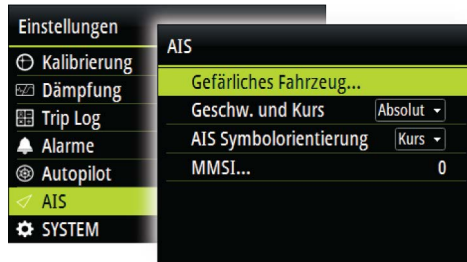 Einstellungen
Kalibrierung
Dämpfung
Trip Log
Alarme
Autopilot
AIS
SYSTEM
AIS
Gefärliches Fahrzeug...
Geschw. und Kurs Absolut
AIS Symbolorientierung Kurs
MMSI... 0